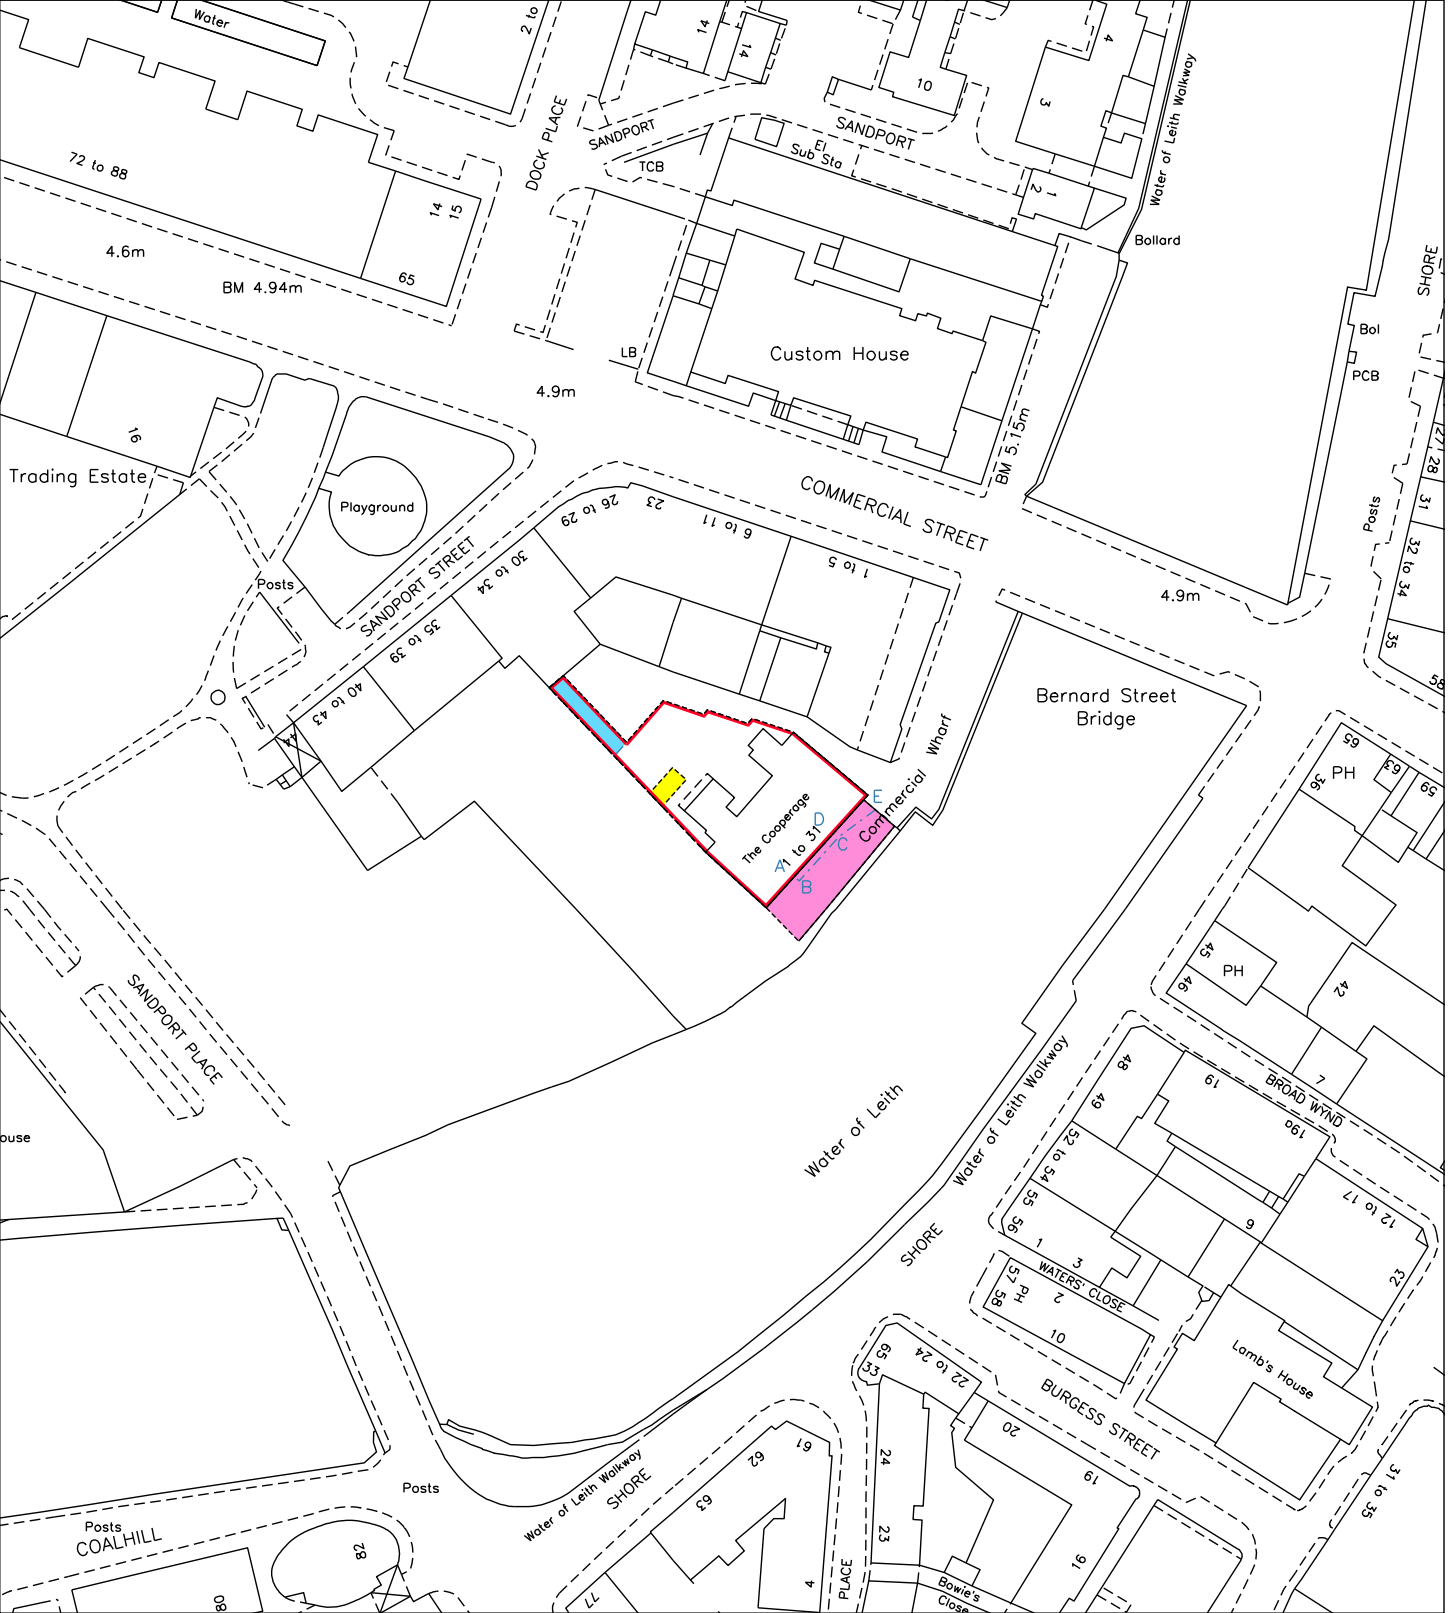 Water
2 to
14
14
10
4
3
Water of Leith Walkway
DOCK PLACE
SANDPORT
SANDPORT
El
Sub Sta
TCB
72 to 88
14
15
2
1
Bollard
SHORE
4.6m
BM 4.94m
65
LB
Custom House
Bol
PCB
4.9m
16
BM 5.15m
27
28
31
Trading Estate
Playground
COMMERCIAL STREET
Posts
23
26 to 29
6 to 11
1 to 5
30 to 34
32 to 34
Posts
SANDPORT STREET
35 to 39
4.9m
35
58
40 to 43
44
Bernard Street
Bridge
Commercial Wharf
65
PH
36
63
59
The Cooperage
1 to 31
A
B
C
D
E
45
PH
46
42
SANDPORT PLACE
7
BROAD WYND
48
49
19
19a
Water of Leith
Water of Leith Walkway
ouse
52 to 54
55
56
12 to 17
6
23
SHORE
1
3
WATERS' CLOSE
57
58
PH
2
10
Lamb's House
65
33
22 to 24
BURGESS STREET
20
19
24
23
16
31 to 35
61
62
63
Water of Leith Walkway
SHORE
Posts
Posts
COALHILL
82
80
77
4
PLACE
Bowie's
Close